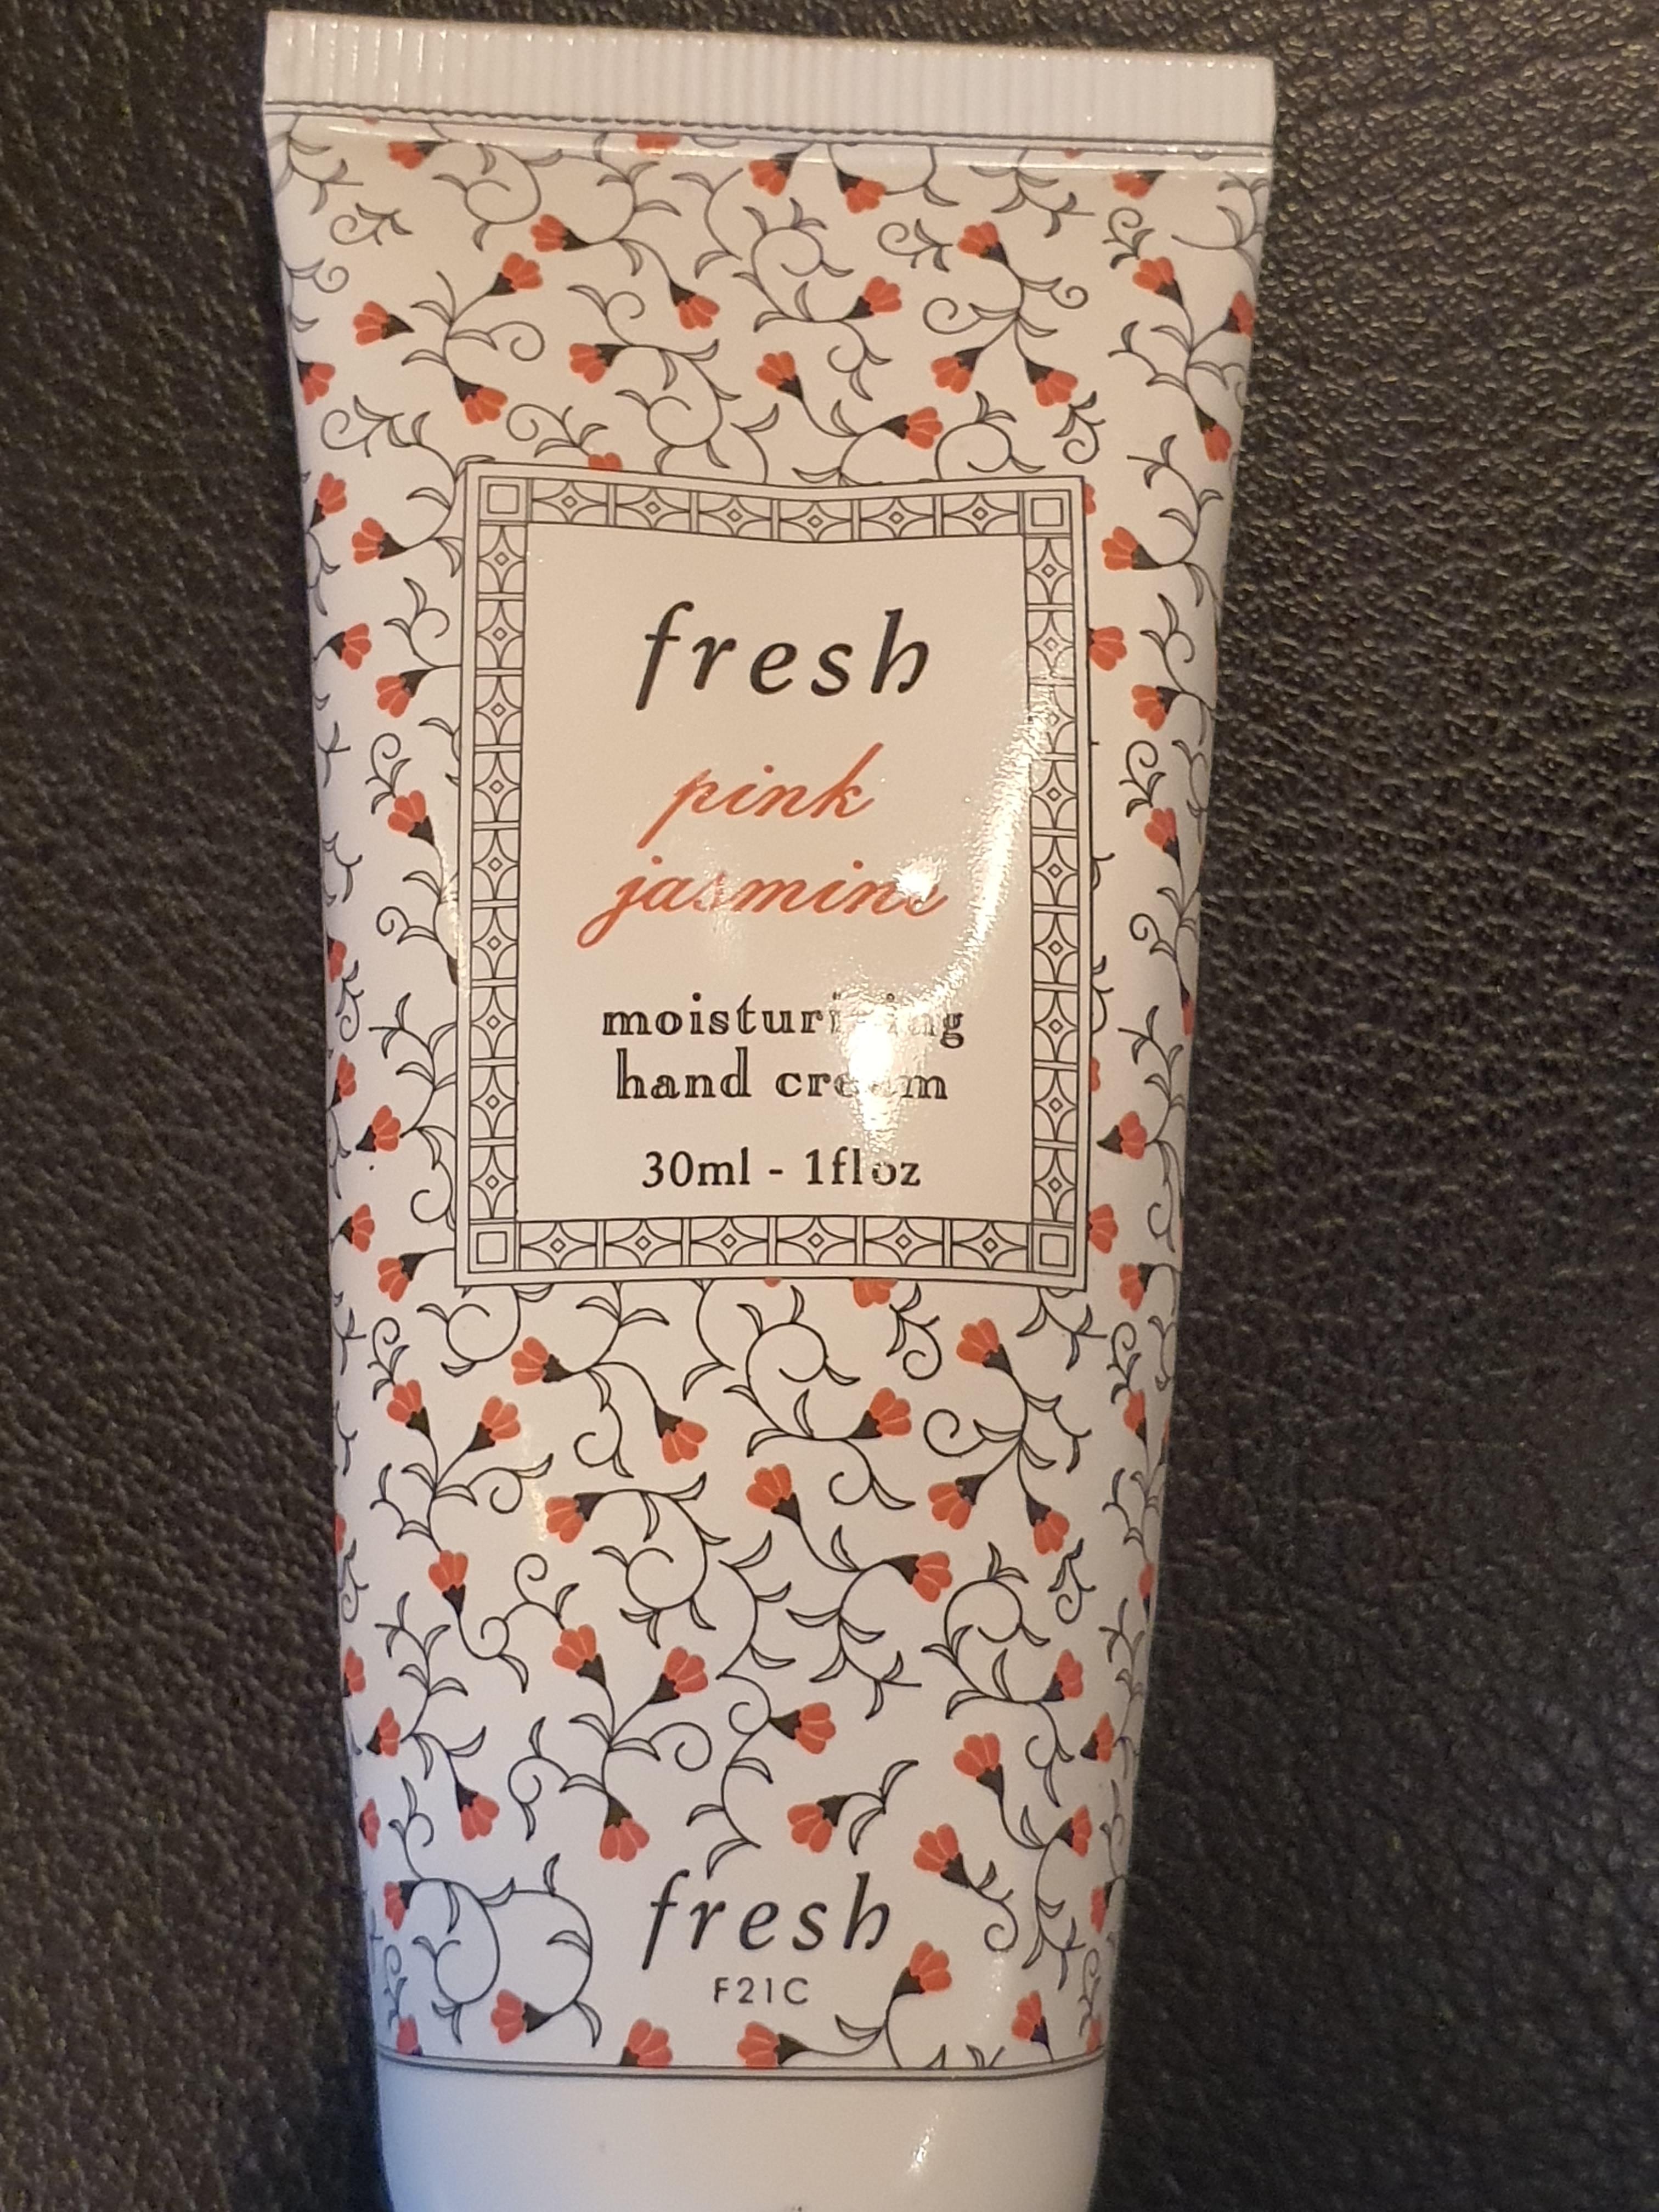 fresh
pink
jasmine
moisturizing
hand cream
30ml - 1fl oz
fresh
F21C